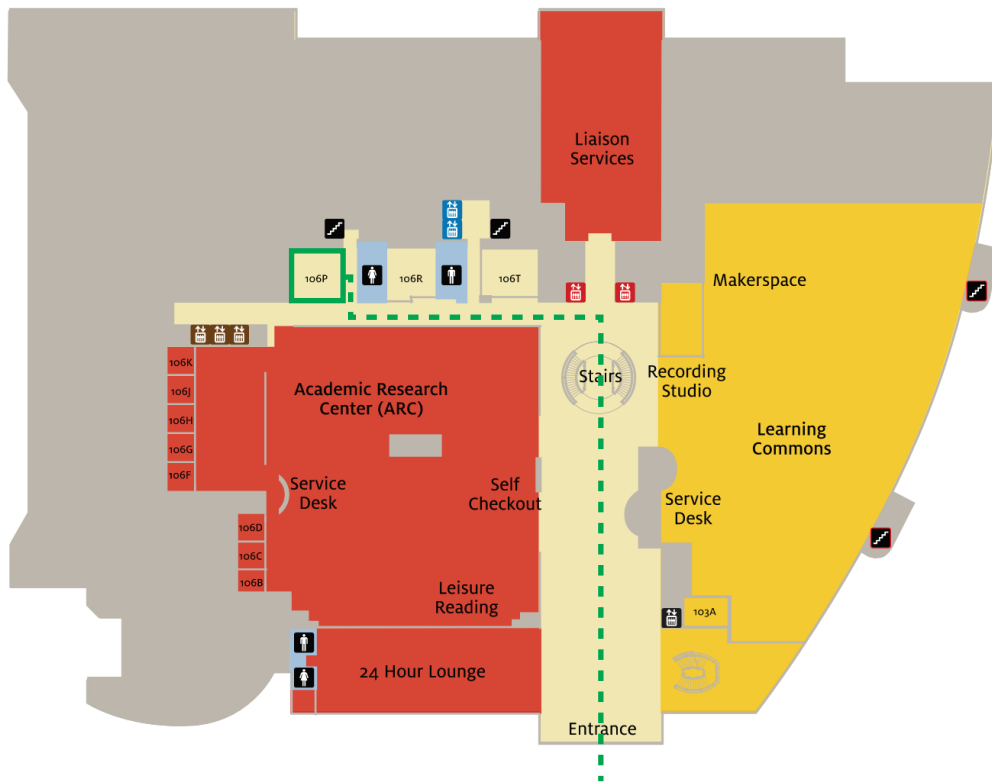 Liaison
Services
106P
106R
106T
Makerspace
106K
106J
106H
106G
106F
Academic Research
Center (ARC)
Stairs
Recording
Studio
Learning
Commons
Service
Desk
Self
Checkout
Service
Desk
106D
106C
106B
Leisure
Reading
103A
24 Hour Lounge
Entrance